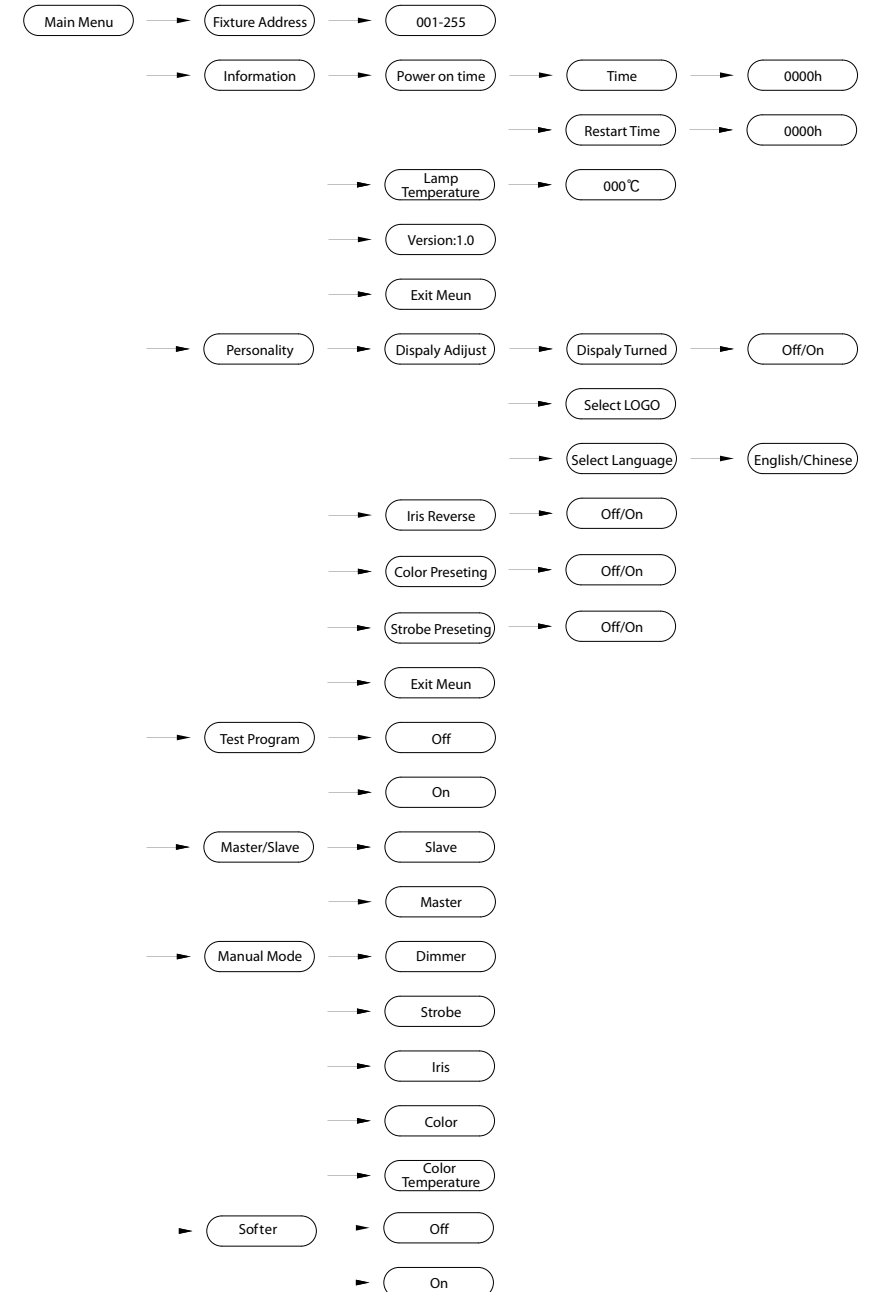 Main Menu
Fixture Address
001-255
Information
Power on time
Time
0000h
Restart Time
0000h
Lamp
Temperature
000℃
Version:1.0
Exit Meun
Personality
Dispaly Adijust
Dispaly Turned
Off/On
Select LOGO
Select Language
English/Chinese
Iris Reverse
Off/On
Color Preseting
Off/On
Strobe Preseting
Off/On
Exit Meun
Test Program
Off
On
Master/Slave
Slave
Master
Manual Mode
Dimmer
Strobe
Iris
Color
Color
Temperature
Softer
Off
On